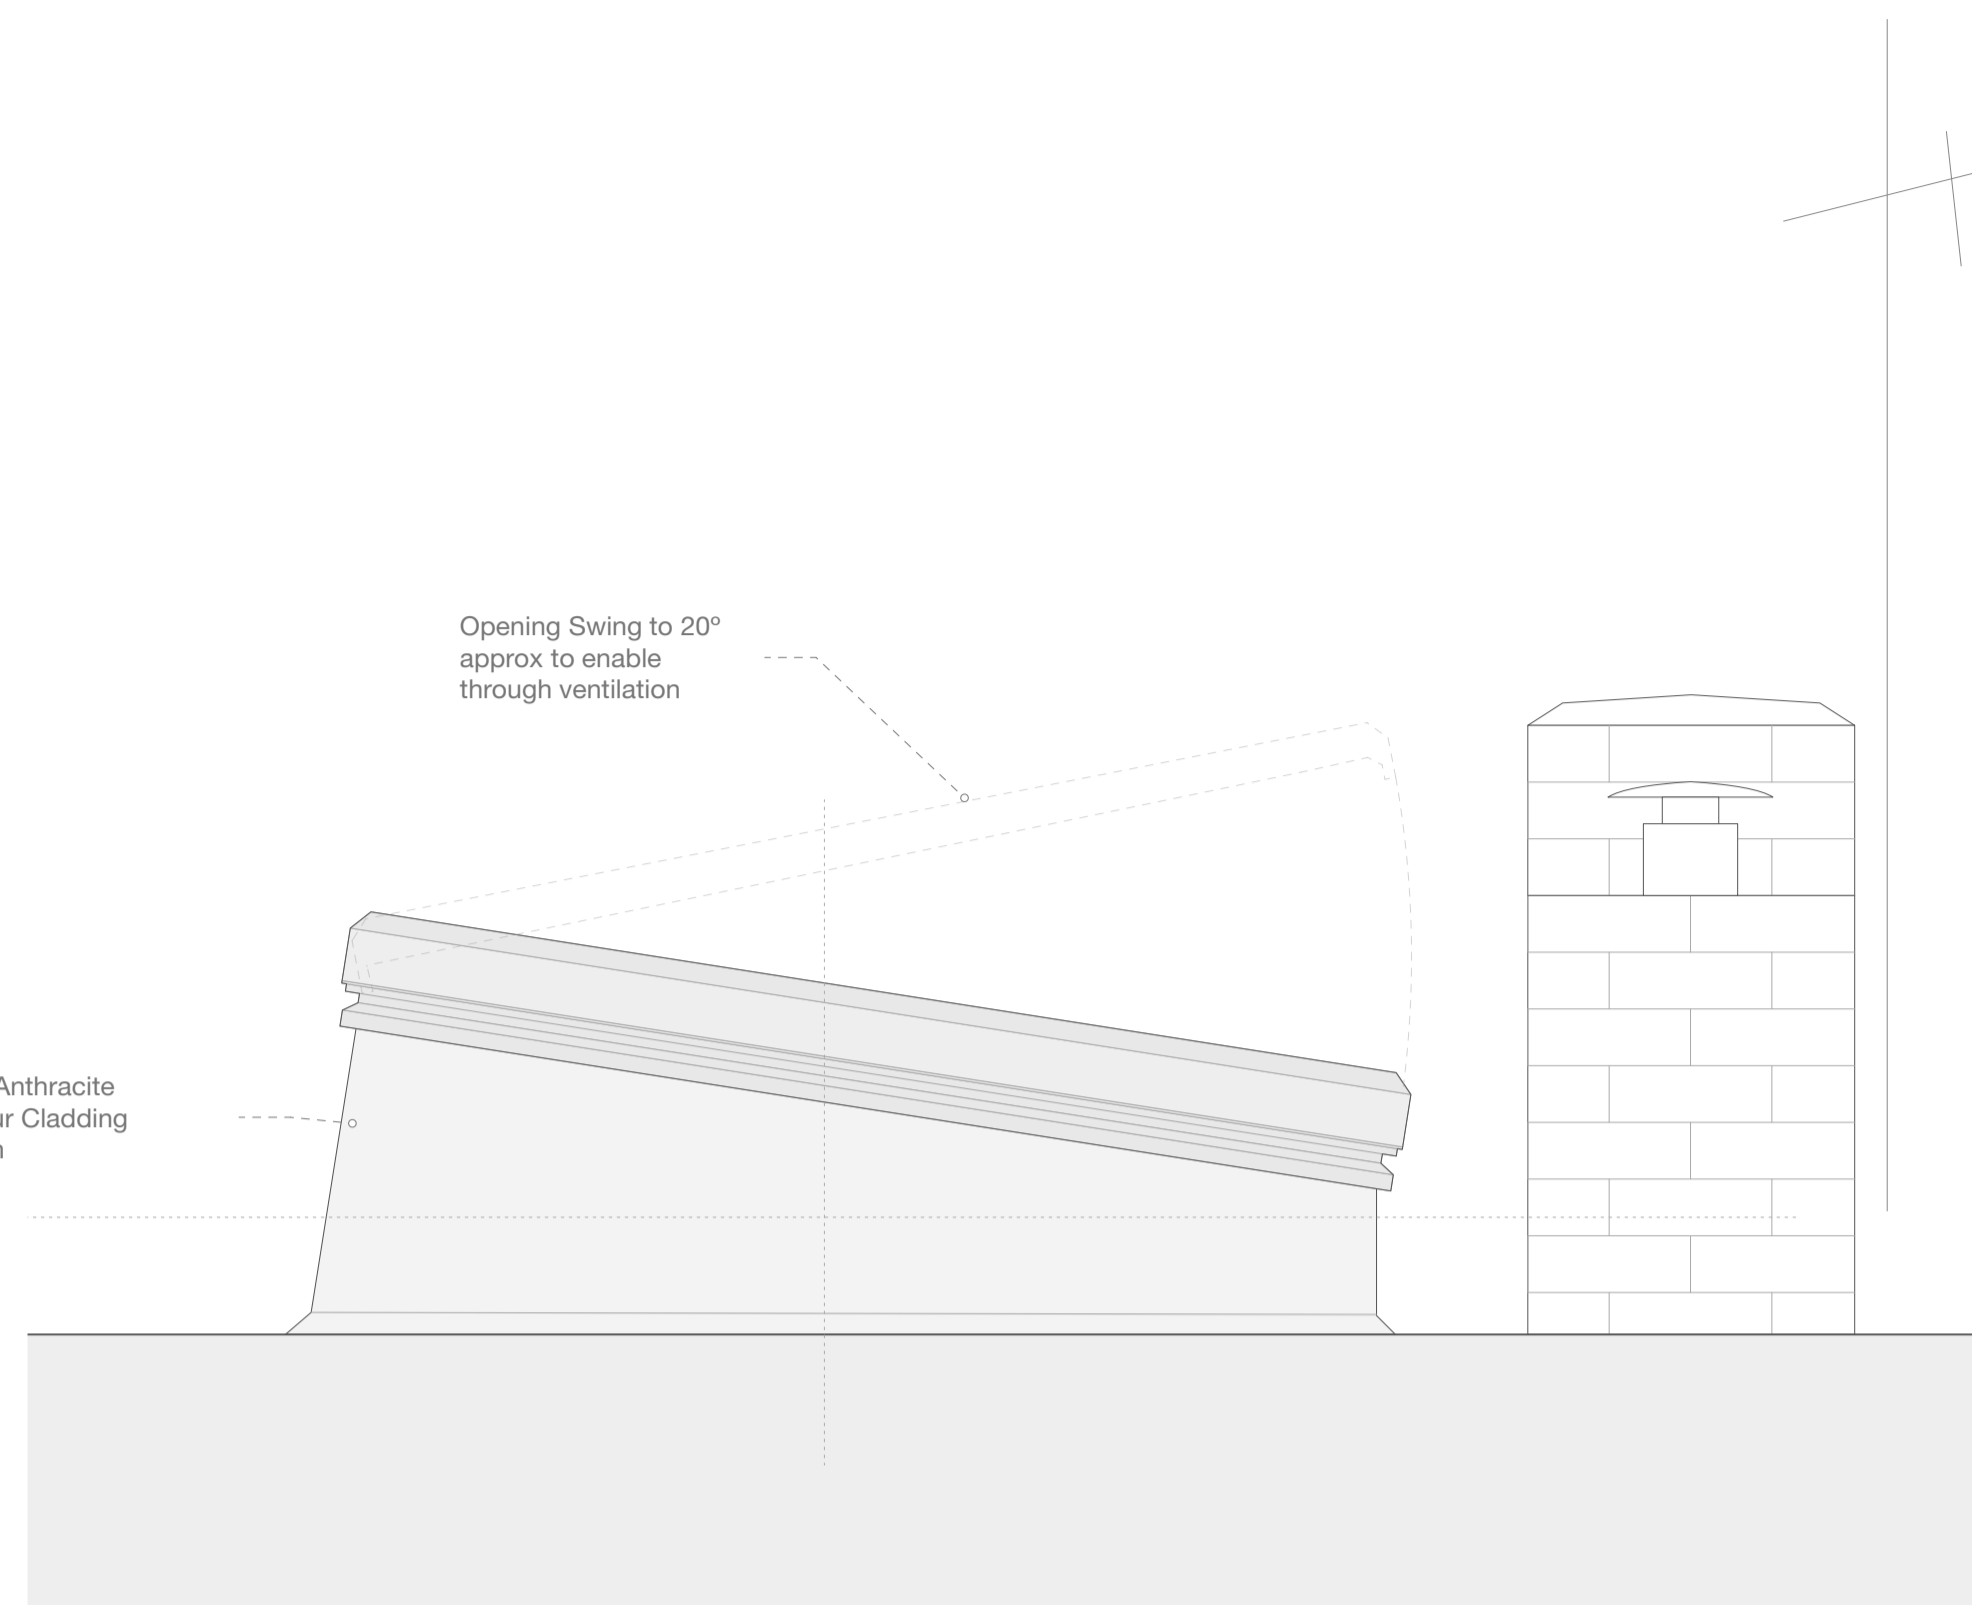 Opening Swing to 20º
approx to enable
through ventilation
Anthracite
Cladding